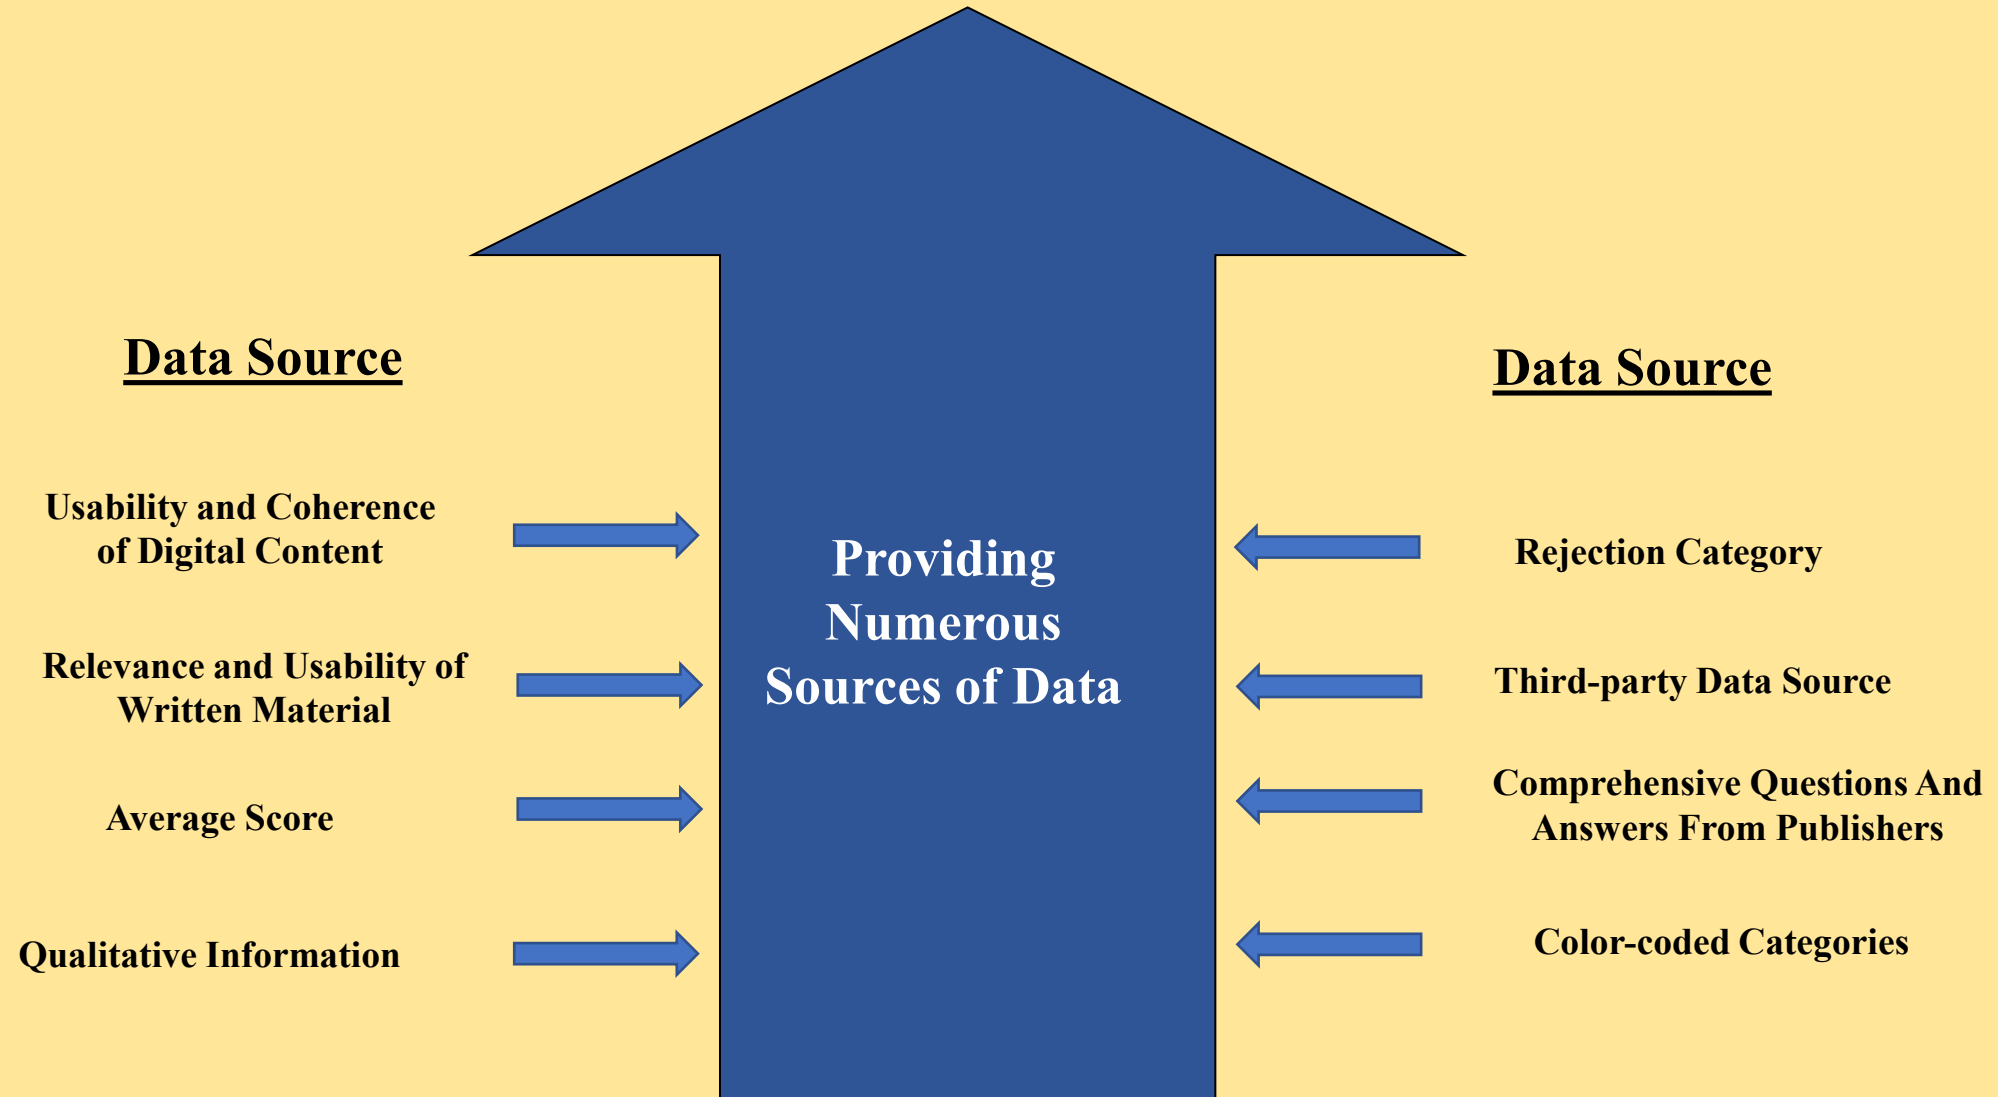 Data Source
Usability and Coherence
of Digital Content
Relevance and Usability of
Written Material
Average Score
Qualitative Information
Providing
Numerous
Sources of Data
Data Source
Rejection Category
Third-party Data Source
Comprehensive Questions And
Answers From Publishers
Color-coded Categories